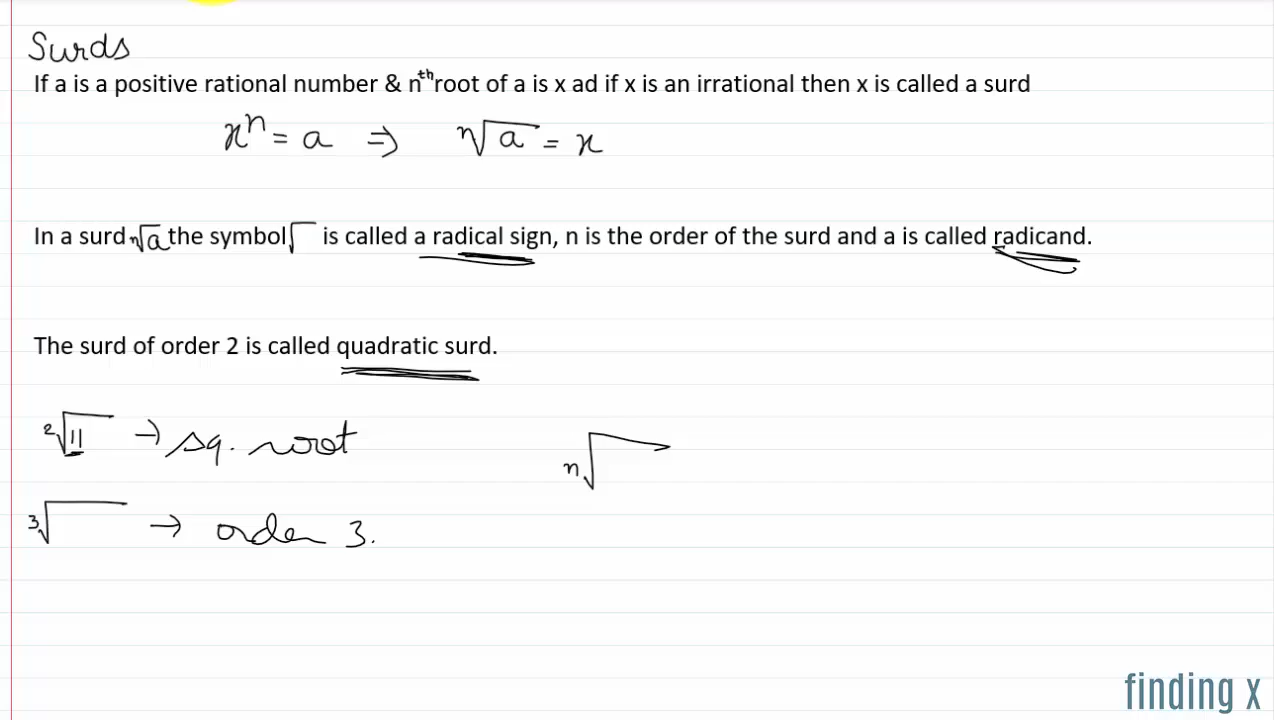 Surds
If a is a positive rational number & nᵗʰ root of a is x ad if x is an irrational then x is called a surd
xⁿ = a ⇒ ⁿ√a = x
In a surd ⁿ√a the symbol √ is called a radical sign, n is the order of the surd and a is called radicand.
The surd of order 2 is called quadratic surd.
²√11 → sq. root
ⁿ√
³√ → order 3.
finding x